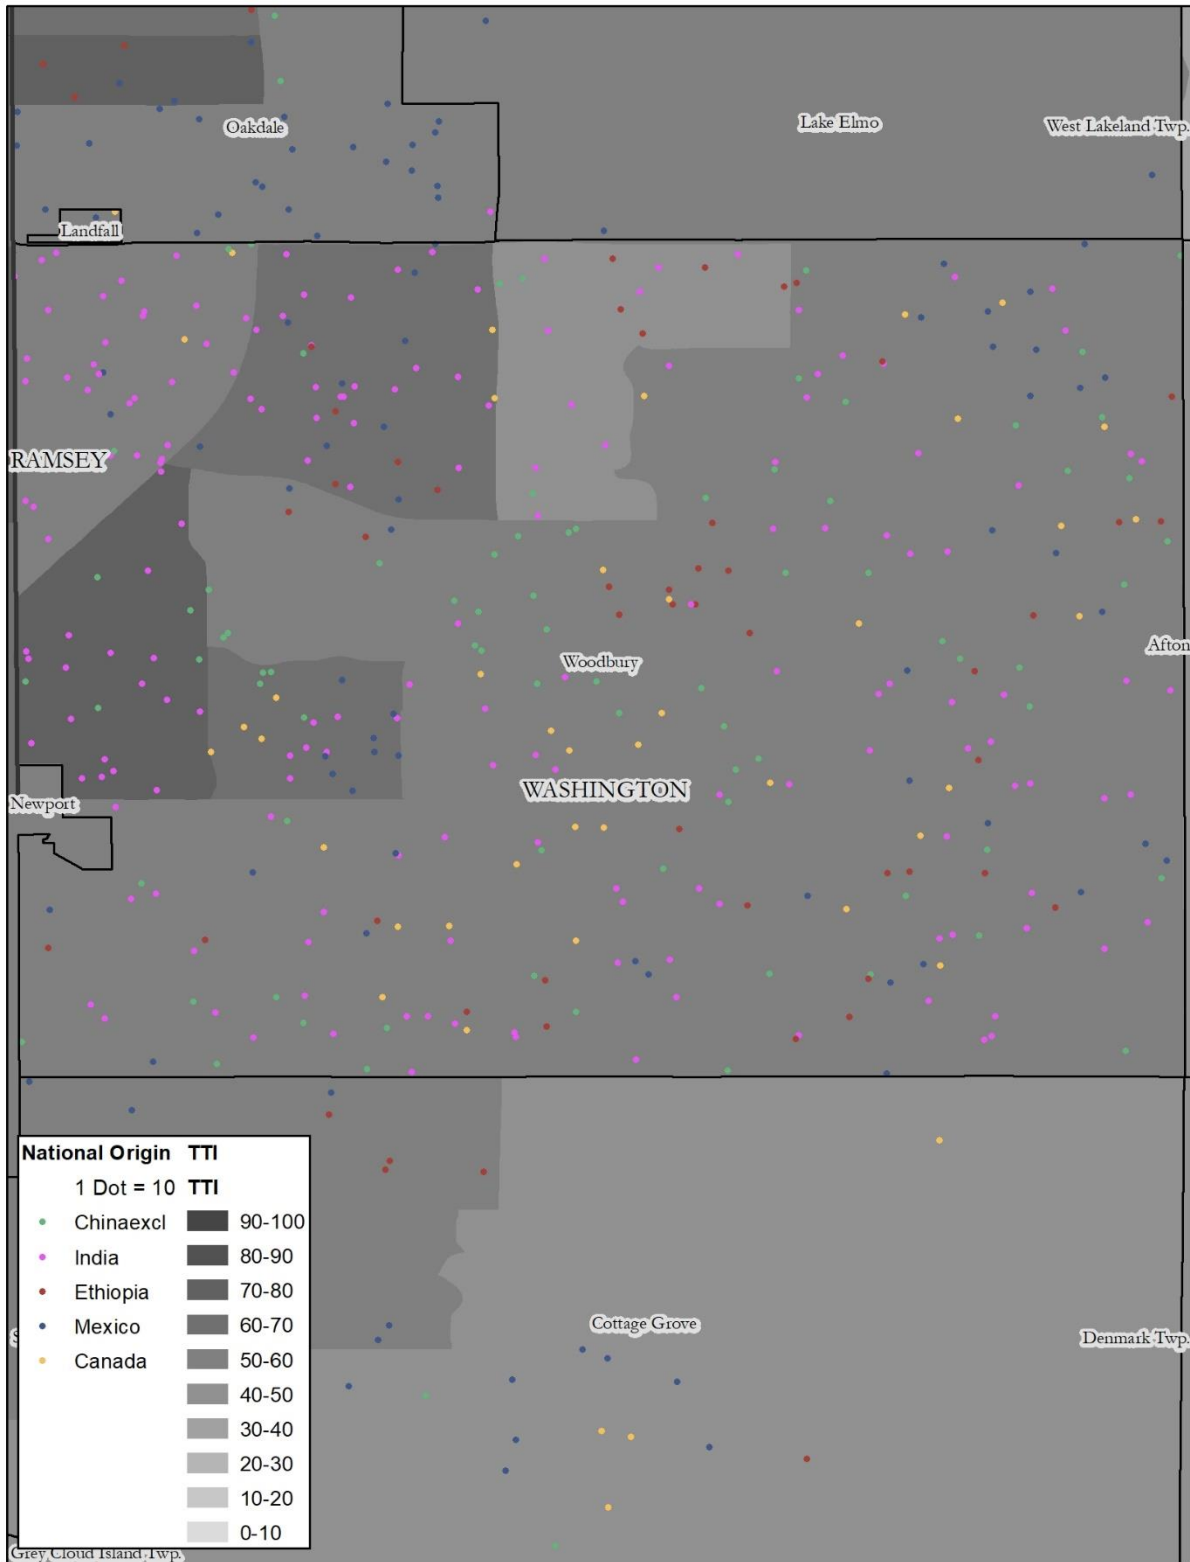 Oakdale
Lake Elmo
West Lakeland Twp.
Landfall
RAMSEY
Woodbury
Afton
WASHINGTON
Newport
National Origin TTI
1 Dot = 10 TTI
Chinaexcl 90-100
India 80-90
Ethiopia 70-80
Mexico 60-70
Canada 50-60
40-50
30-40
20-30
10-20
0-10
Cottage Grove
Denmark Twp.
Grey Cloud Island Twp.